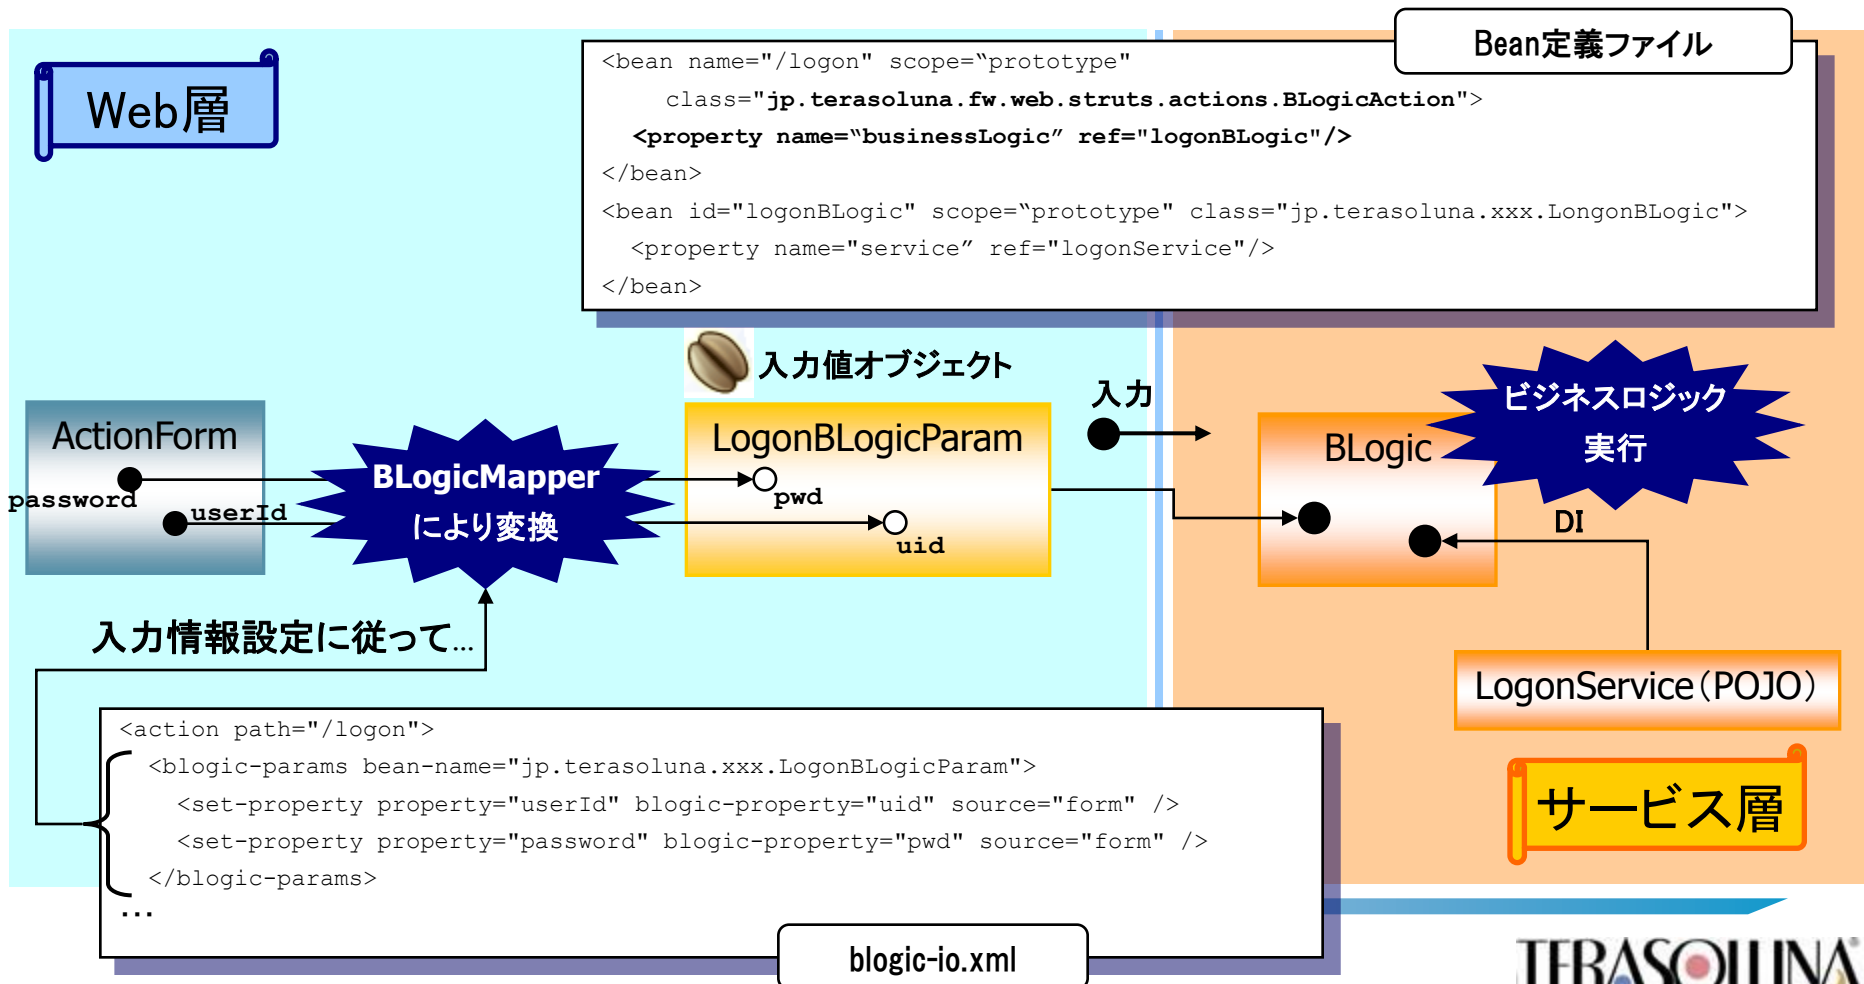 Bean定義ファイル
Web層
<bean name="/logon" scope=“prototype"
class="jp.terasoluna.fw.web.struts.actions.BLogicAction">
<property name=“businessLogic” ref="logonBLogic"/>
</bean>
<bean id="logonBLogic" scope=“prototype" class="jp.terasoluna.xxx.LongonBLogic">
<property name="service” ref="logonService"/>
</bean>
入力値オブジェクト
入力
ビジネスロジック
実行
ActionForm
password
userId
BLogicMapper
により変換
LogonBLogicParam
pwd
uid
BLogic
DI
入力情報設定に従って…
LogonService（POJO）
<action path="/logon">
<blogic-params bean-name="jp.terasoluna.xxx.LogonBLogicParam">
<set-property property="userId" blogic-property="uid" source="form" />
<set-property property="password" blogic-property="pwd" source="form" />
</blogic-params>
…
サービス層
blogic-io.xml
TERASOLUNA